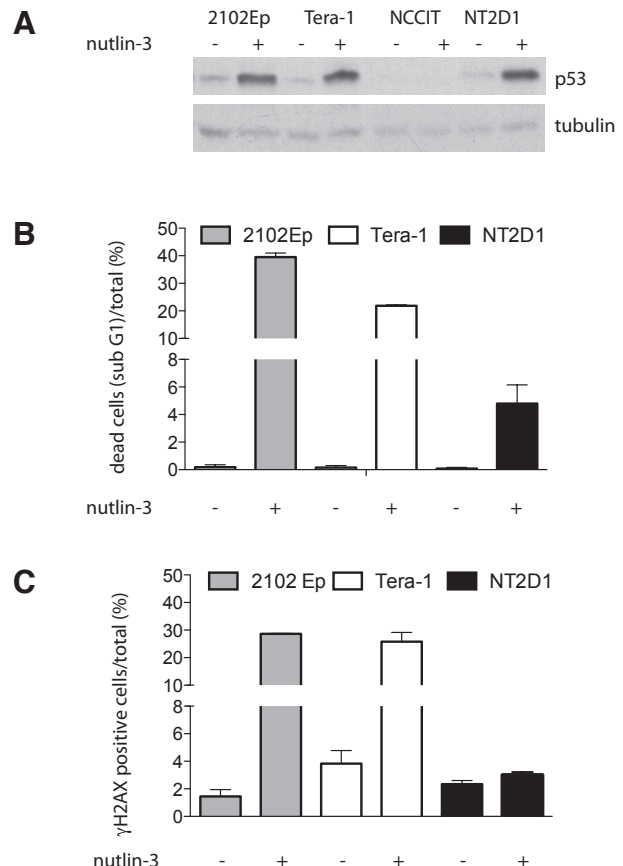 A
2102Ep Tera-1 NCCIT NT2D1
nutlin-3 - + - + - + - +
p53
tubulin
B
2102Ep Tera-1 NT2D1
dead cells (sub G1)/total (%)
50
40
30
20
10
8
6
4
2
0
nutlin-3 - + - + - +
C
2102 Ep Tera-1 NT2D1
γH2AX positive cells/total (%)
50
40
30
20
10
8
6
4
2
0
nutlin-3 - + - + - +